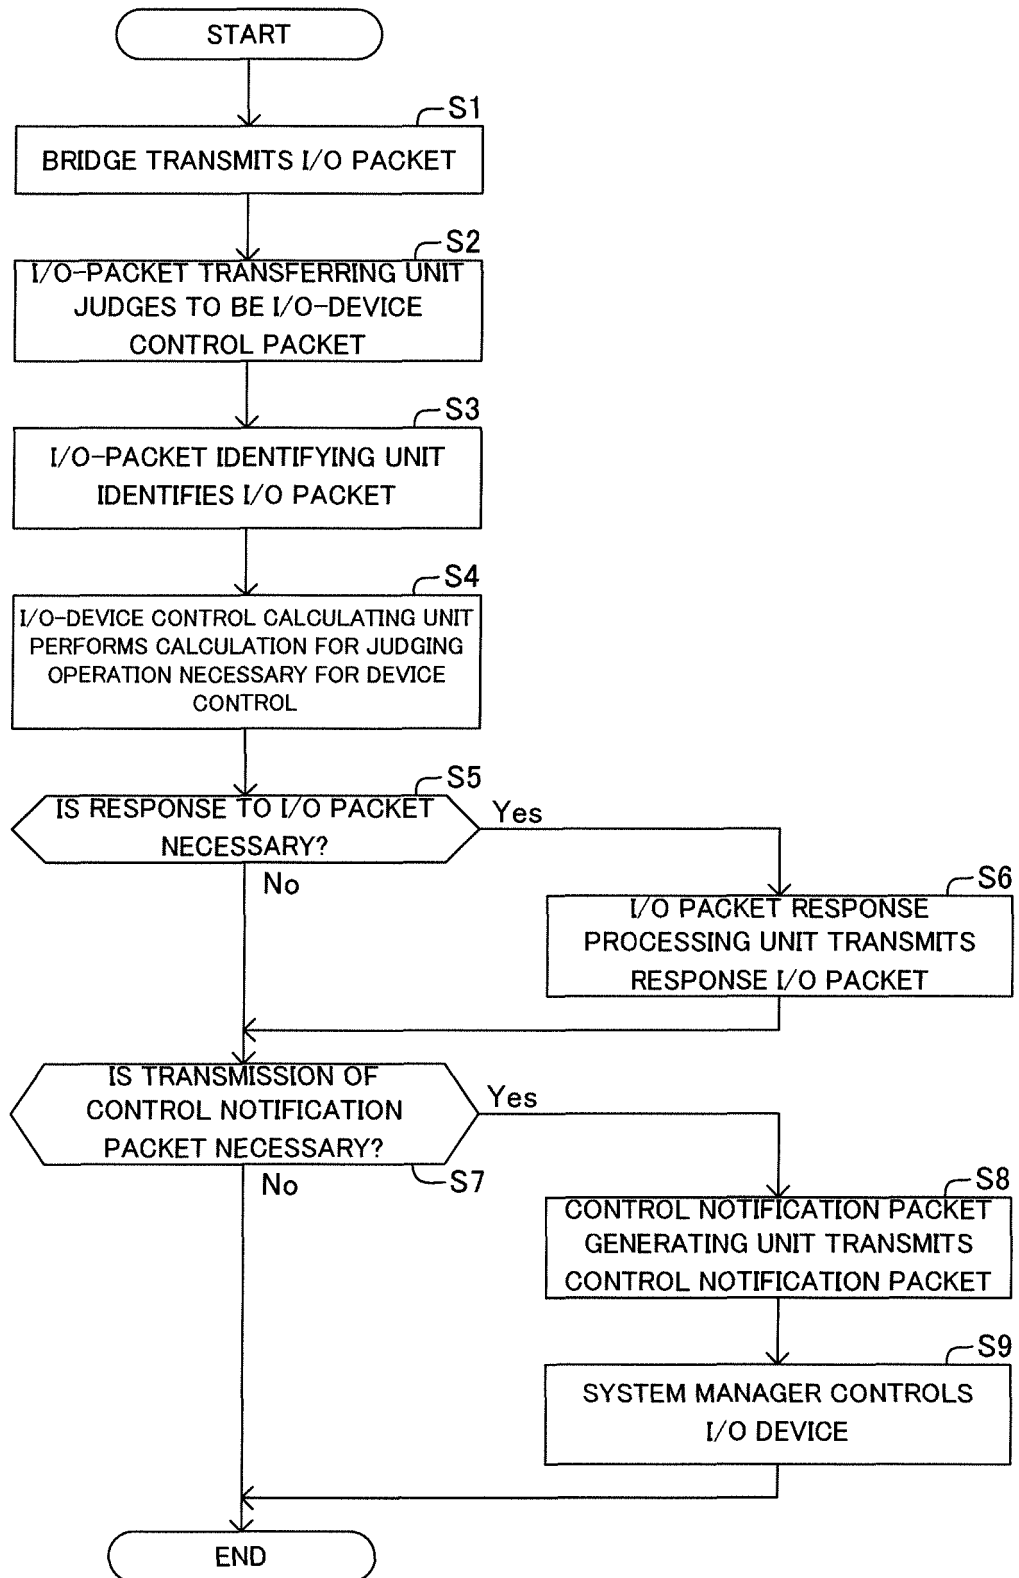 START
S1
BRIDGE TRANSMITS I/O PACKET
S2
I/O-PACKET TRANSFERRING UNIT
JUDGES TO BE I/O-DEVICE
CONTROL PACKET
S3
I/O-PACKET IDENTIFYING UNIT
IDENTIFIES I/O PACKET
S4
I/O-DEVICE CONTROL CALCULATING UNIT
PERFORMS CALCULATION FOR JUDGING
OPERATION NECESSARY FOR DEVICE
CONTROL
S5
IS RESPONSE TO I/O PACKET
NECESSARY?
Yes
No
S6
I/O PACKET RESPONSE
PROCESSING UNIT TRANSMITS
RESPONSE I/O PACKET
IS TRANSMISSION OF
CONTROL NOTIFICATION
PACKET NECESSARY?
Yes
S7
No
S8
CONTROL NOTIFICATION PACKET
GENERATING UNIT TRANSMITS
CONTROL NOTIFICATION PACKET
S9
SYSTEM MANAGER CONTROLS
I/O DEVICE
END